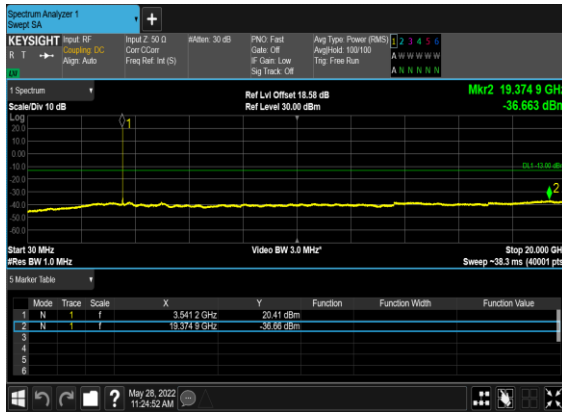 Spectrum Analyzer 1
Swept SA
+
KEYSIGHT Input: RF Input Z: 50 Ω #Atten: 30 dB PNO: Fast Avg Type: Power (RMS) 1 2 3 4 5 6
R T Coupling: DC Corr CCorr Gate: Off Avg|Hold: 100/100 A W W W W W
Align: Auto Freq Ref: Int (S) IF Gain: Low Trig: Free Run
Sig Track: Off A N N N N N
1 Spectrum
Ref Lvl Offset 18.58 dB Mkr2 19.374 9 GHz
Scale/Div 10 dB Ref Level 30.00 dBm -36.663 dBm
Log
20.0
10.0
0.00
-10.0
-20.0
-30.0
-40.0
-50.0
-60.0
1
DL1 -13.00 dBm
2
Start 30 MHz Video BW 3.0 MHz* Stop 20.000 GHz
#Res BW 1.0 MHz Sweep ~38.3 ms (40001 pts)
5 Marker Table
Mode Trace Scale X Y Function Function Width Function Value
1 N 1 f 3.541 2 GHz 20.41 dBm
2 N 1 f 19.374 9 GHz -36.66 dBm
3
4
5
6
? May 28, 2022
11:24:52 AM